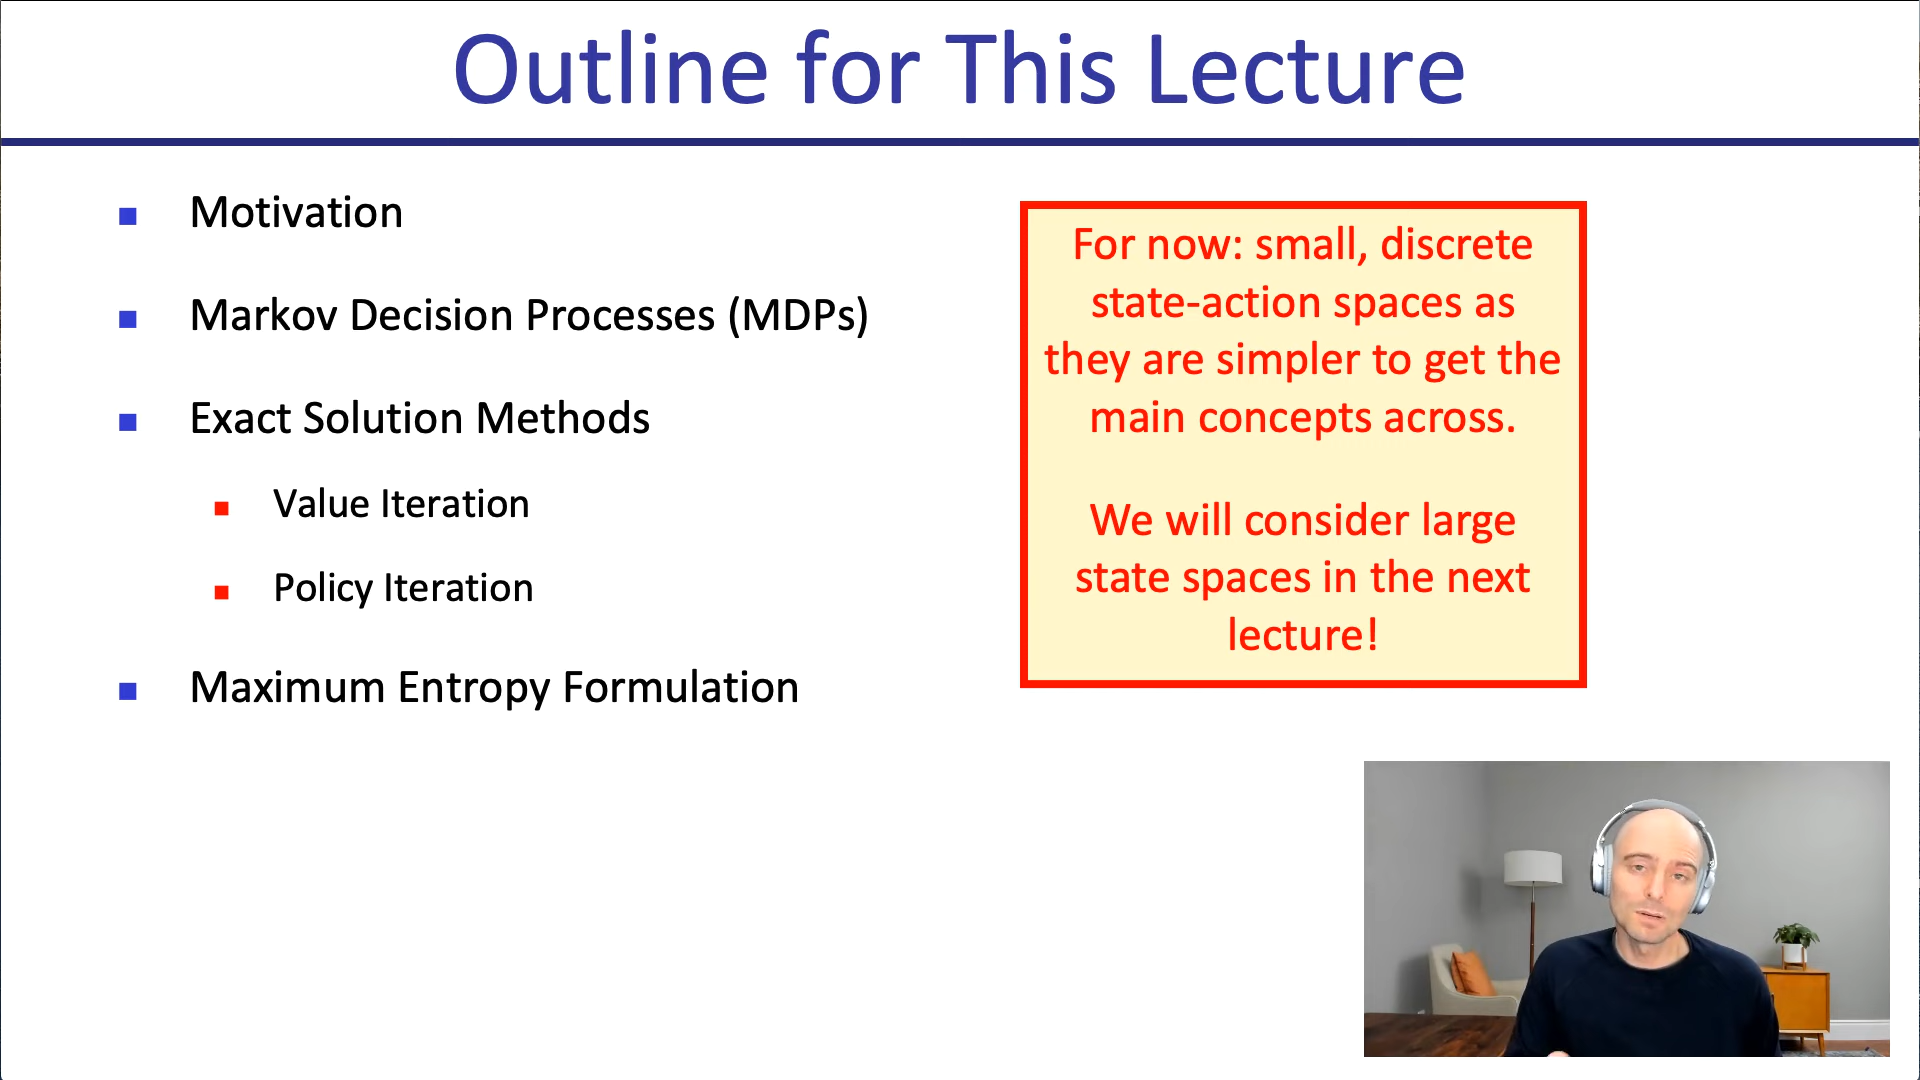 Outline for This Lecture
Motivation
Markov Decision Processes (MDPs)
Exact Solution Methods
Value Iteration
Policy Iteration
Maximum Entropy Formulation
For now: small, discrete
state-action spaces as
they are simpler to get the
main concepts across.
We will consider large
state spaces in the next
lecture!